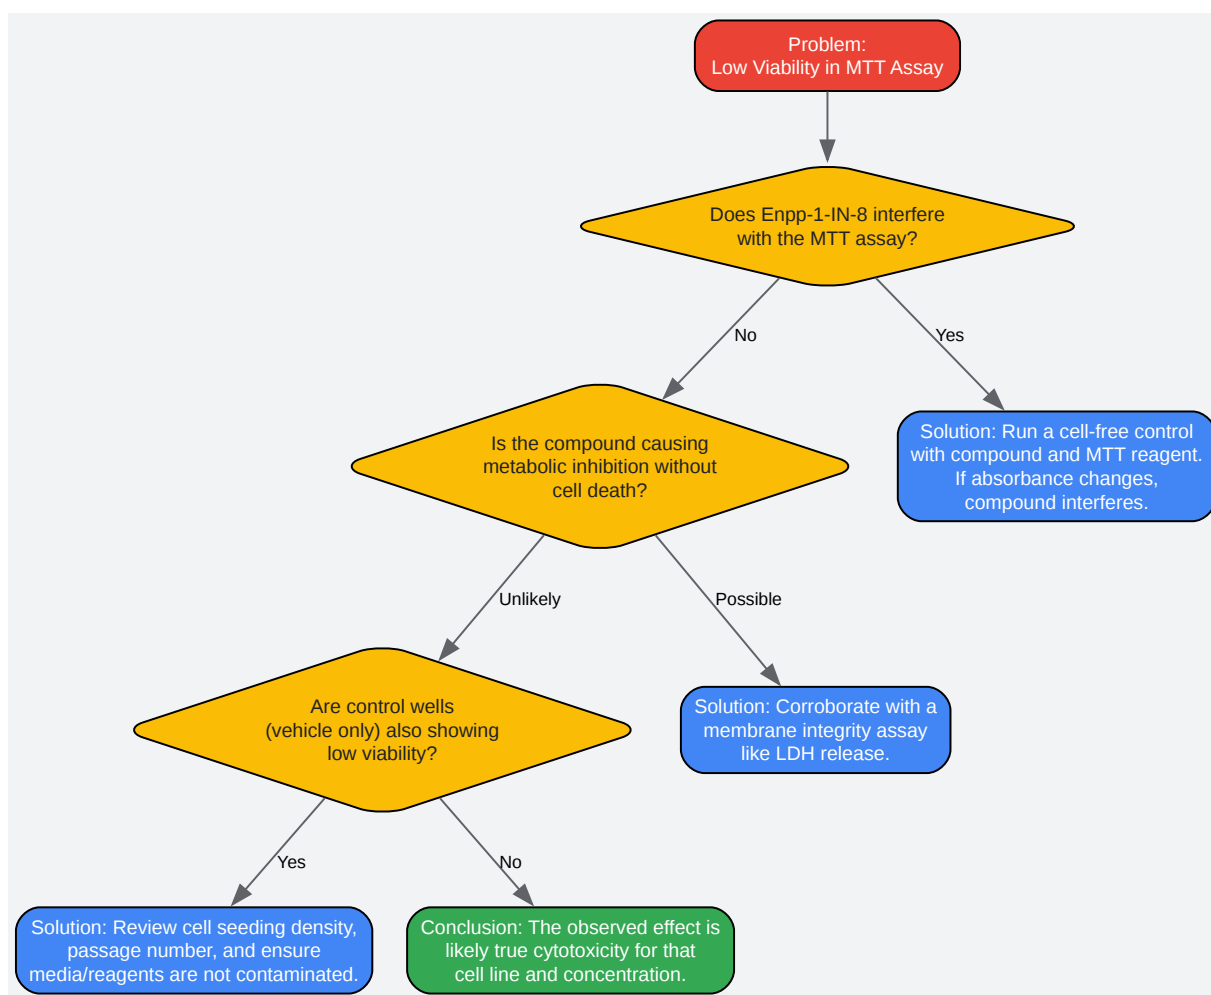 Problem:
Low Viability in MTT Assay
Does Enpp-1-IN-8 interfere
with the MTT assay?
No
Yes
Is the compound causing
metabolic inhibition without
cell death?
Solution: Run a cell-free control
with compound and MTT reagent.
If absorbance changes,
compound interferes.
Unlikely
Possible
Are control wells
(vehicle only) also showing
low viability?
Solution: Corroborate with a
membrane integrity assay
like LDH release.
Yes
No
Solution: Review cell seeding density,
passage number, and ensure
media/reagents are not contaminated.
Conclusion: The observed effect is
likely true cytotoxicity for that
cell line and concentration.